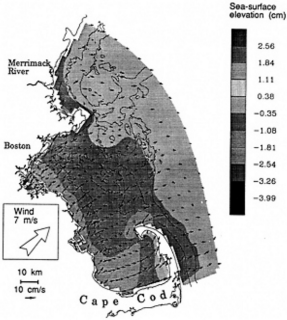 Sea-surface
elevation (cm)
2.56
1.84
1.11
0.38
-0.35
-1.08
-1.81
-2.54
-3.26
-3.99
Merrimack
River
Boston
Wind
7 m/s
10 km
10 cm/s
Cape Cod